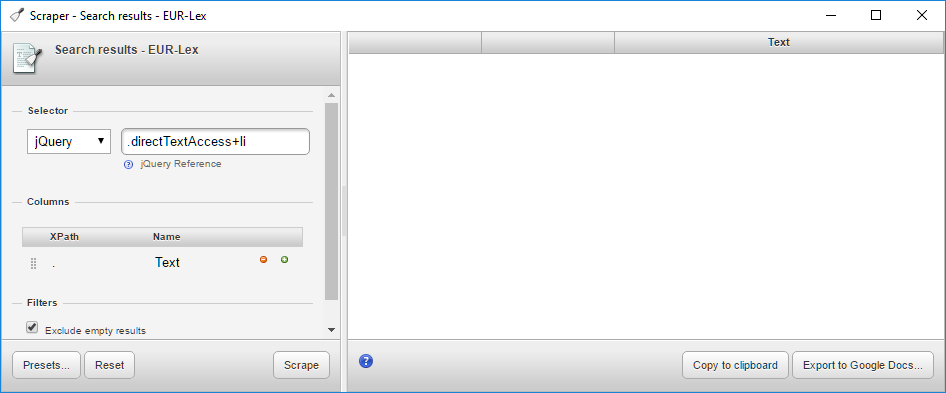 Scraper - Search results - EUR-Lex
Search results - EUR-Lex
Selector
jQuery
.directTextAccess+li
jQuery Reference
Columns
XPath Name
. Text
Filters
Exclude empty results
Presets... Reset Scrape
Text
Copy to clipboard Export to Google Docs...